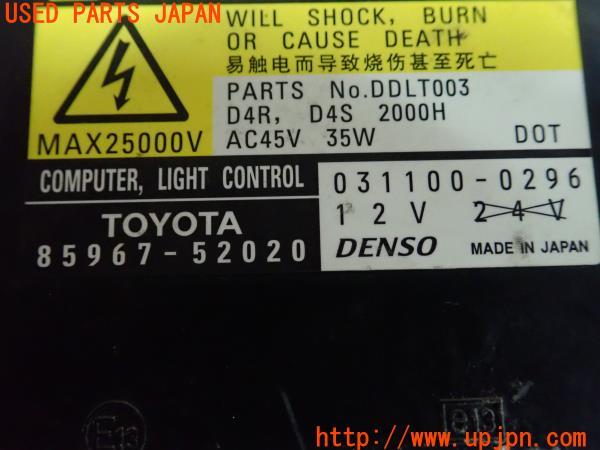 USED PARTS JAPAN
WILL SHOCK, BURN
OR CAUSE DEATH
易触电而导致烧伤甚至死亡
PARTS No.DDLT003
D4R, D4S 2000H
MAX25000V
AC45V 35W
DOT
COMPUTER, LIGHT CONTROL
031100-0296
12V 24V
TOYOTA
85967-52020
DENSO
MADE IN JAPAN
E13
e13
http://www.upjpn.com